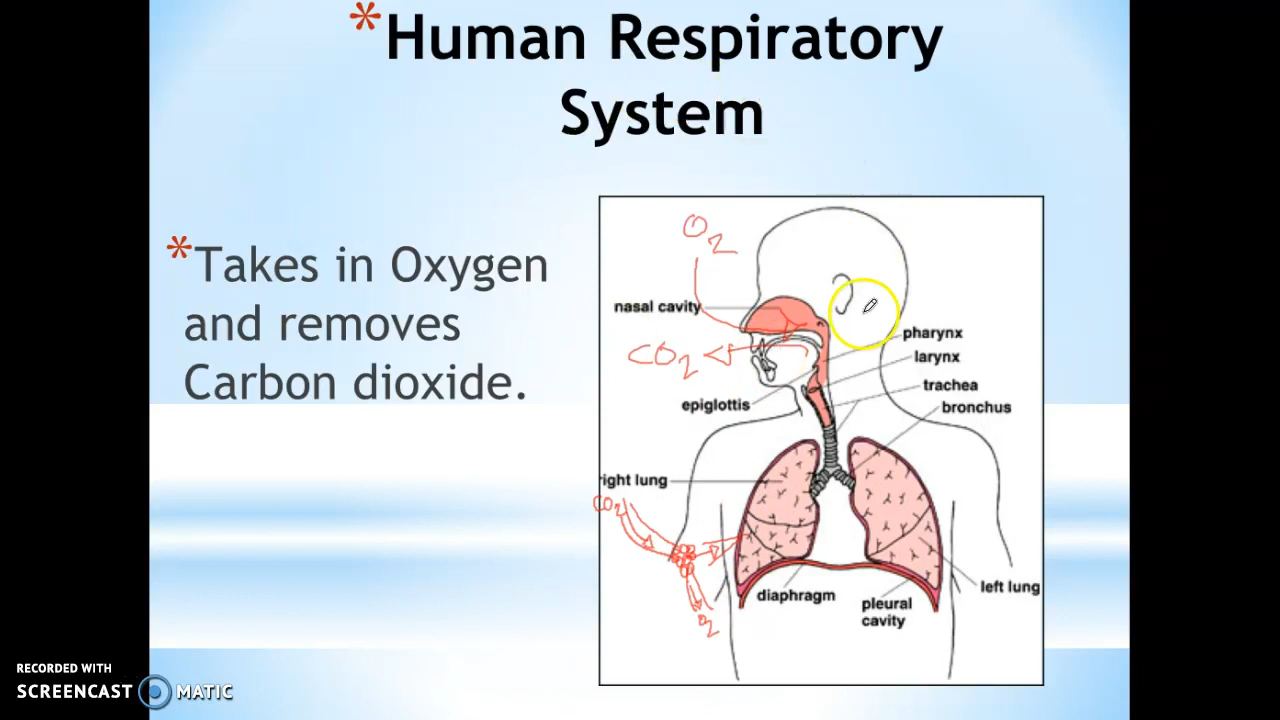 *Human Respiratory
System
*Takes in Oxygen
and removes
Carbon dioxide.
O2
nasal cavity
CO2
pharynx
larynx
trachea
epiglottis
bronchus
right lung
CO2
diaphragm
left lung
pleural
cavity
O2
RECORDED WITH
SCREENCAST MATIC